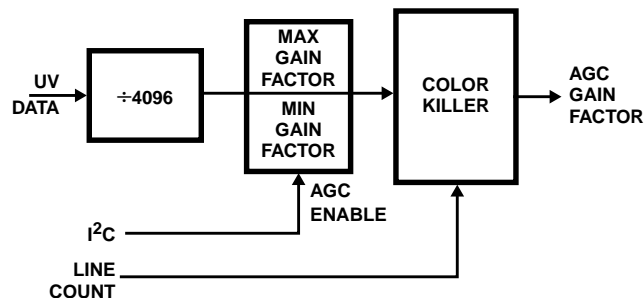 UV
DATA
÷4096
MAX
GAIN
FACTOR
MIN
GAIN
FACTOR
COLOR
KILLER
AGC
GAIN
FACTOR
AGC
ENABLE
I²C
LINE
COUNT